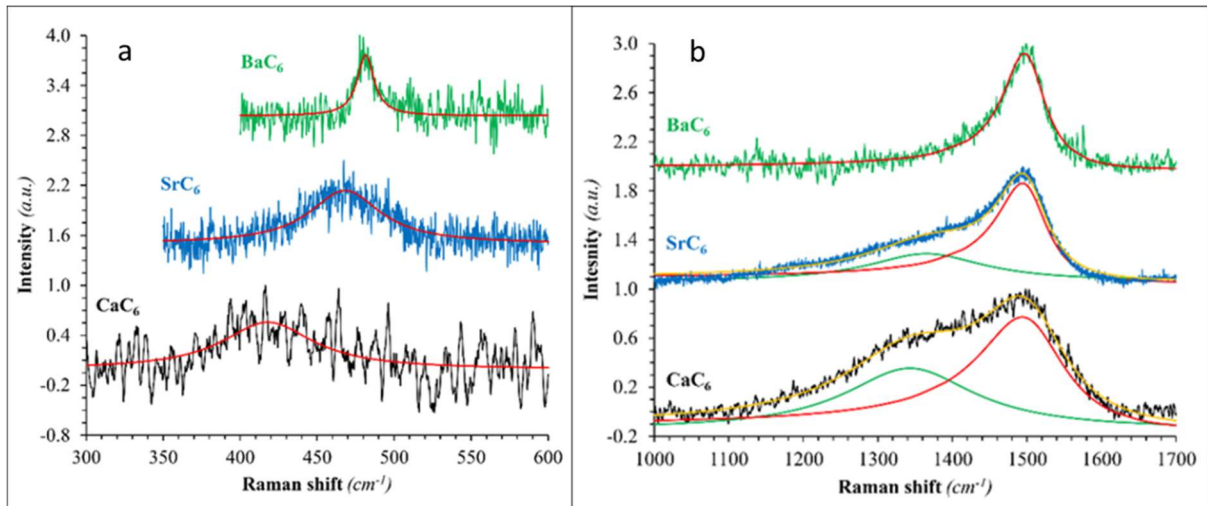 a
4.0
3.4
2.8
2.2
1.6
1.0
0.4
-0.2
-0.8
Intensity (a.u.)
BaC6
SrC6
CaC6
300 350 400 450 500 550 600
Raman shift (cm-1)
b
3.0
2.6
2.2
1.8
1.4
1.0
0.6
0.2
-0.2
Intesnity (a.u.)
BaC6
SrC6
CaC6
1000 1100 1200 1300 1400 1500 1600 1700
Raman shift (cm-1)